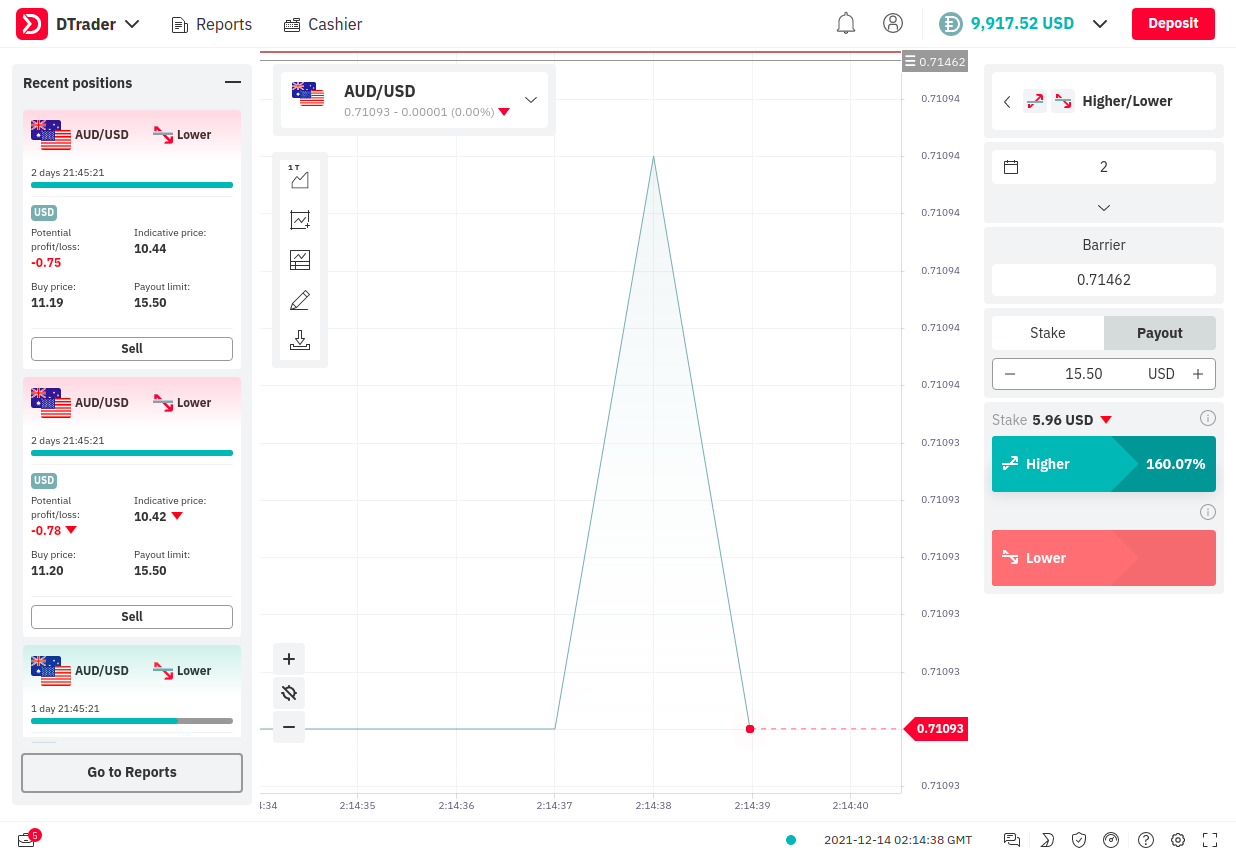 DTrader
Reports
Cashier
9,917.52 USD
Deposit
Recent positions
AUD/USD
Lower
2 days 21:45:21
USD
Potential profit/loss:
-0.75
Indicative price:
10.44
Buy price:
11.19
Payout limit:
15.50
Sell
AUD/USD
Lower
2 days 21:45:21
USD
Potential profit/loss:
-0.78
Indicative price:
10.42
Buy price:
11.20
Payout limit:
15.50
Sell
AUD/USD
Lower
1 day 21:45:21
Go to Reports
AUD/USD
0.71093 - 0.00001 (0.00%)
1 T
0.71462
0.71094
0.71094
0.71094
0.71094
0.71094
0.71094
0.71093
0.71093
0.71093
0.71093
0.71093
0.71093
0.71093
:34
2:14:35
2:14:36
2:14:37
2:14:38
2:14:39
2:14:40
Higher/Lower
2
Barrier
0.71462
Stake
Payout
15.50
USD
Stake 5.96 USD
Higher
160.07%
Lower
5
2021-12-14 02:14:38 GMT